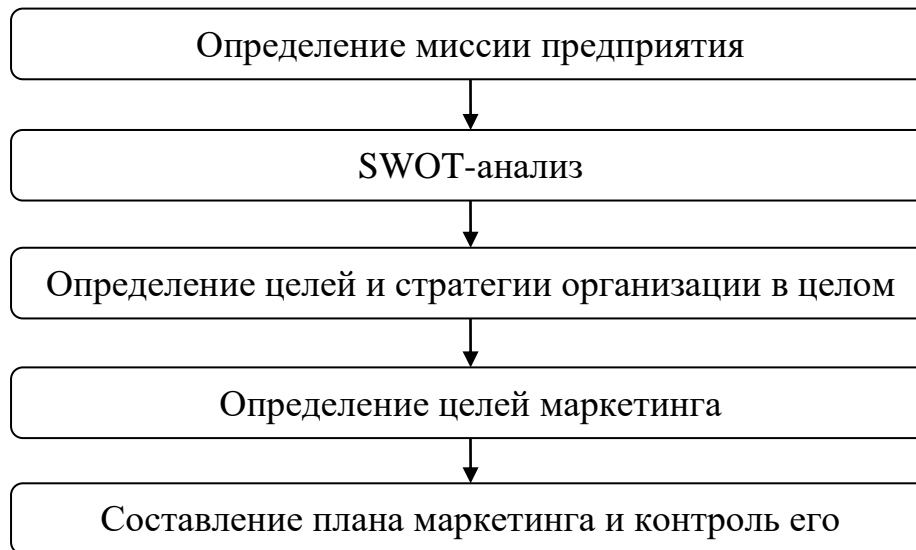 Определение миссии предприятия
SWOT-анализ
Определение целей и стратегии организации в целом
Определение целей маркетинга
Составление плана маркетинга и контроль его